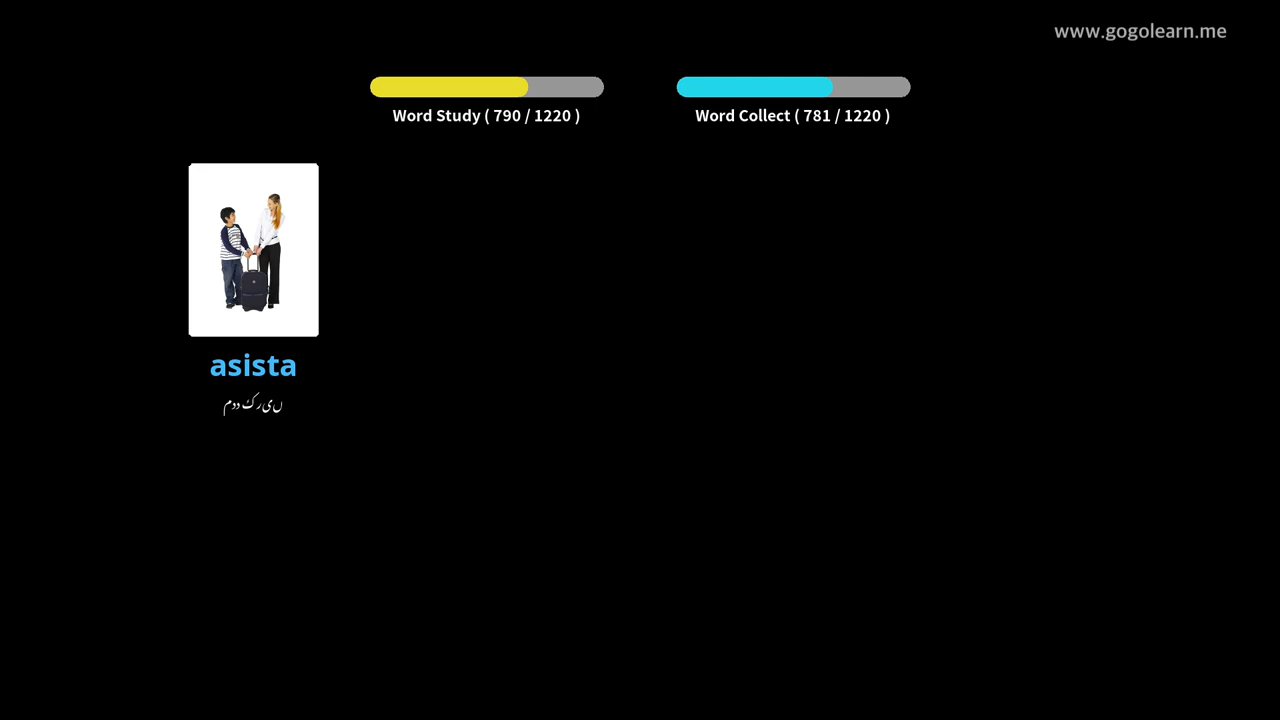 www.gogolearn.me
Word Study ( 790 / 1220 )
Word Collect ( 781 / 1220 )
asista
مدد کریں